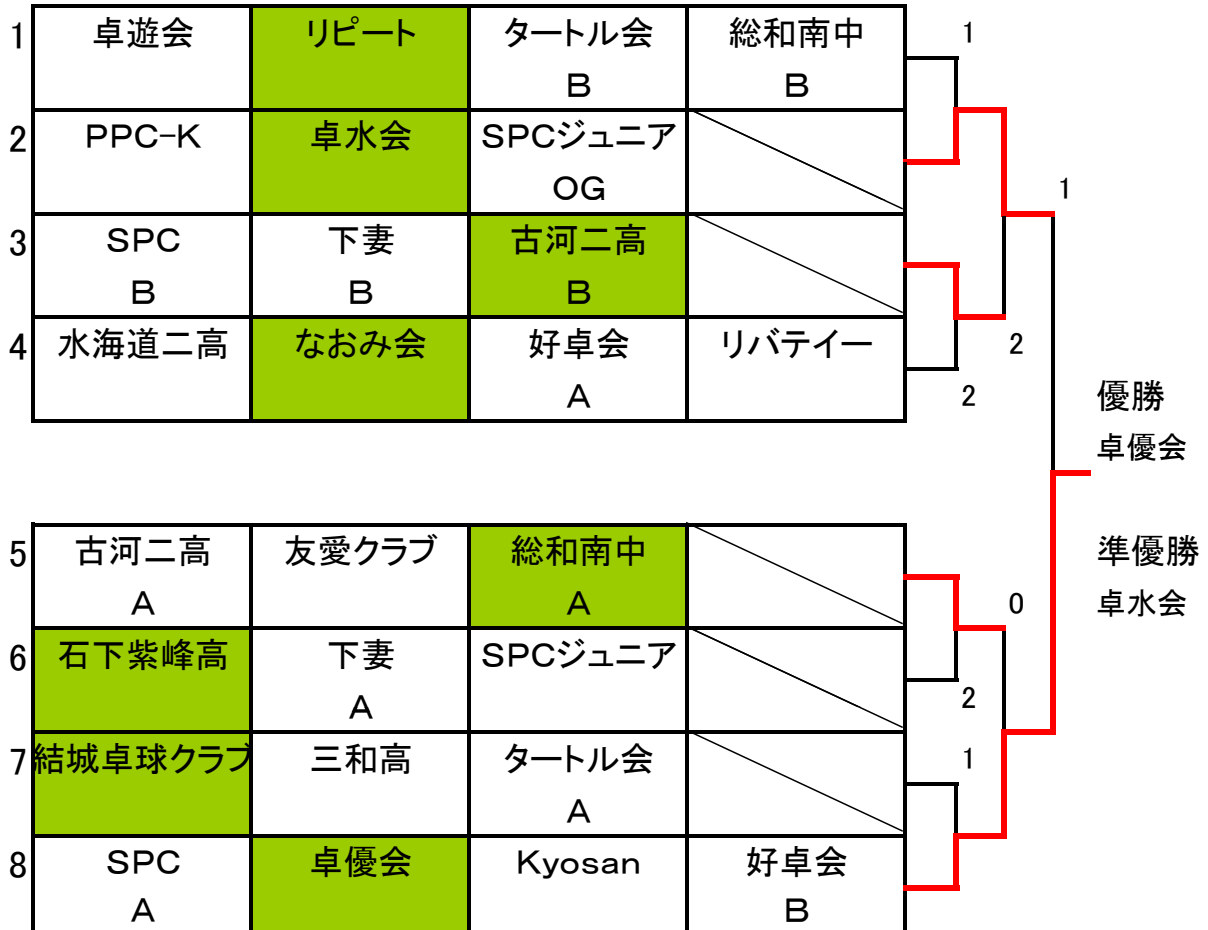 1 卓遊会 リピート タートル会 総和南中 1
B B
2 PPC-K 卓水会 SPCジュニア
OG 1
3 SPC 下妻 古河二高
B B B
4 水海道二高 なおみ会 好卓会 リバテイー 2
A 2 優勝
卓優会
5 古河二高 友愛クラブ 総和南中 準優勝
A A 0 卓水会
6 石下紫峰高 下妻 SPCジュニア
A 2
7 結城卓球クラブ 三和高 タートル会 1
A
8 SPC 卓優会 Kyosan 好卓会
A B